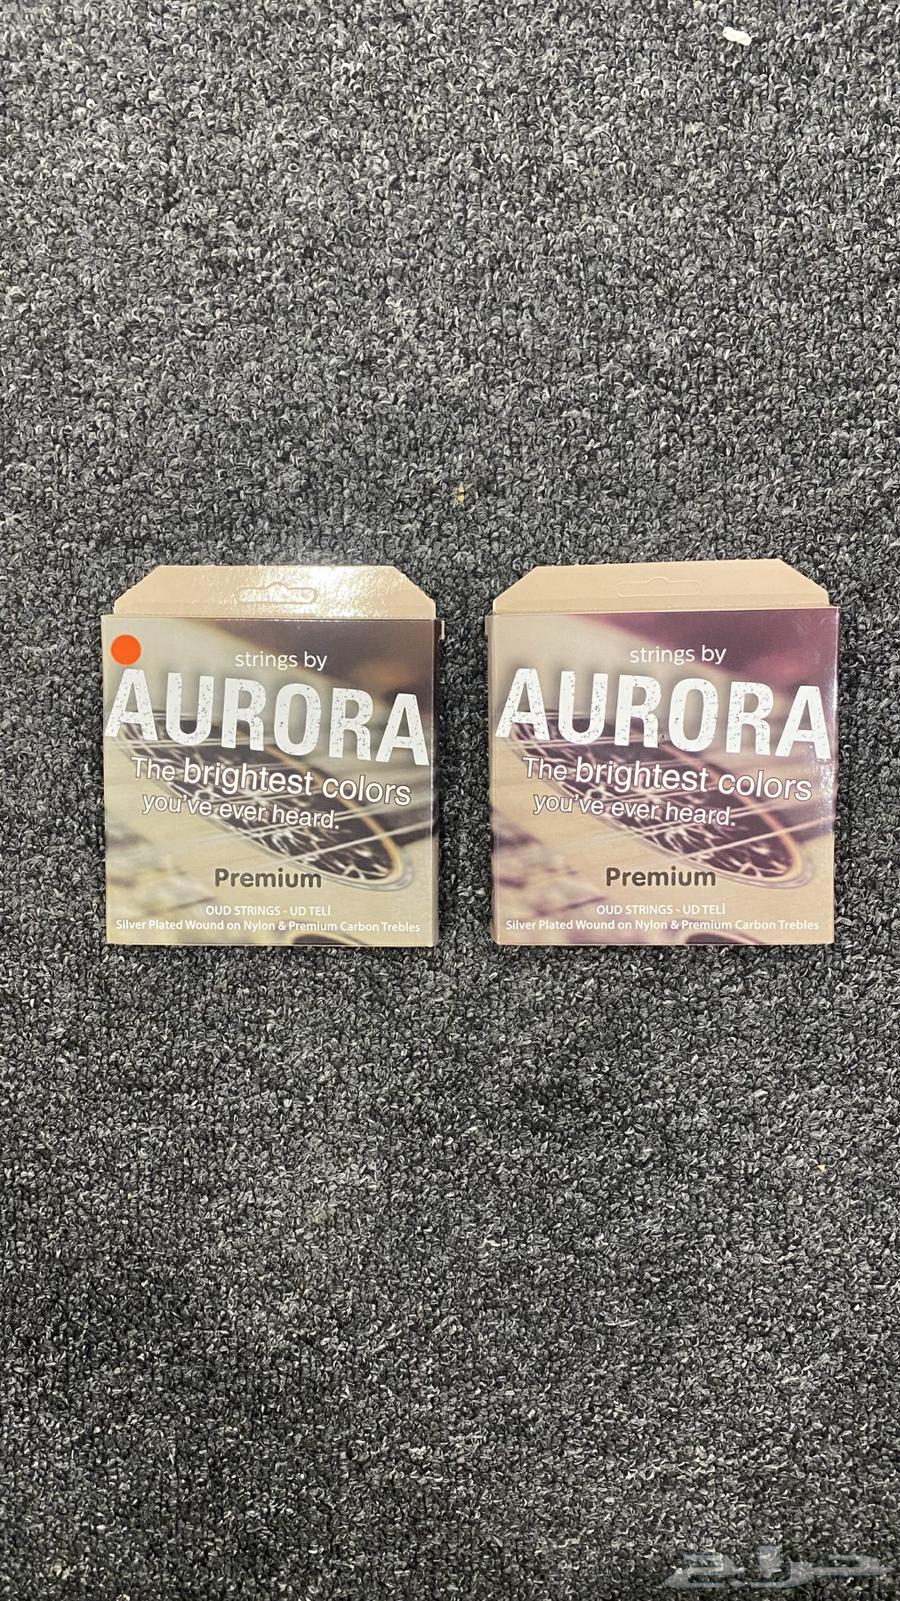 strings by
AURORA
The brightest colors
you've ever heard.
Premium
OUD STRINGS - UD TELİ
Silver Plated Wound on Nylon & Premium Carbon Trebles
strings by
AURORA
The brightest colors
you've ever heard.
Premium
OUD STRINGS - UD TELİ
Silver Plated Wound on Nylon & Premium Carbon Trebles
حراج